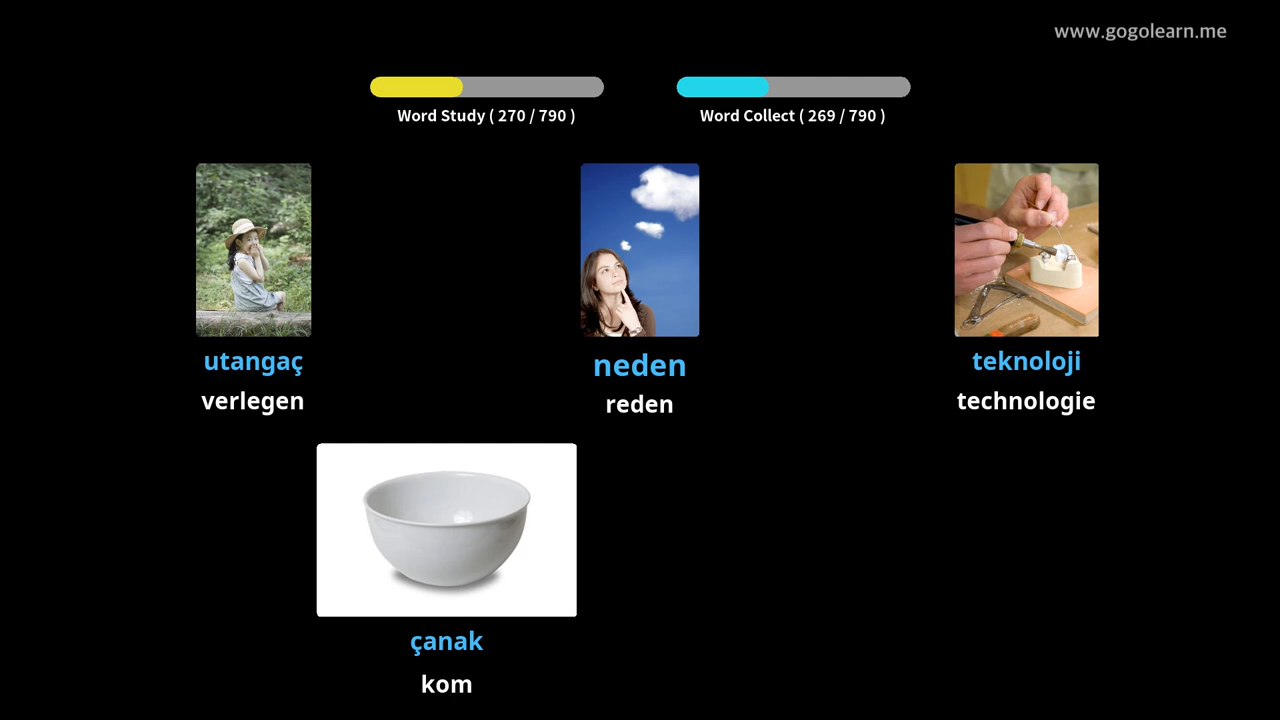 www.gogolearn.me
Word Study ( 270 / 790 )
Word Collect ( 269 / 790 )
utangaç
verlegen
neden
reden
teknoloji
technologie
çanak
kom